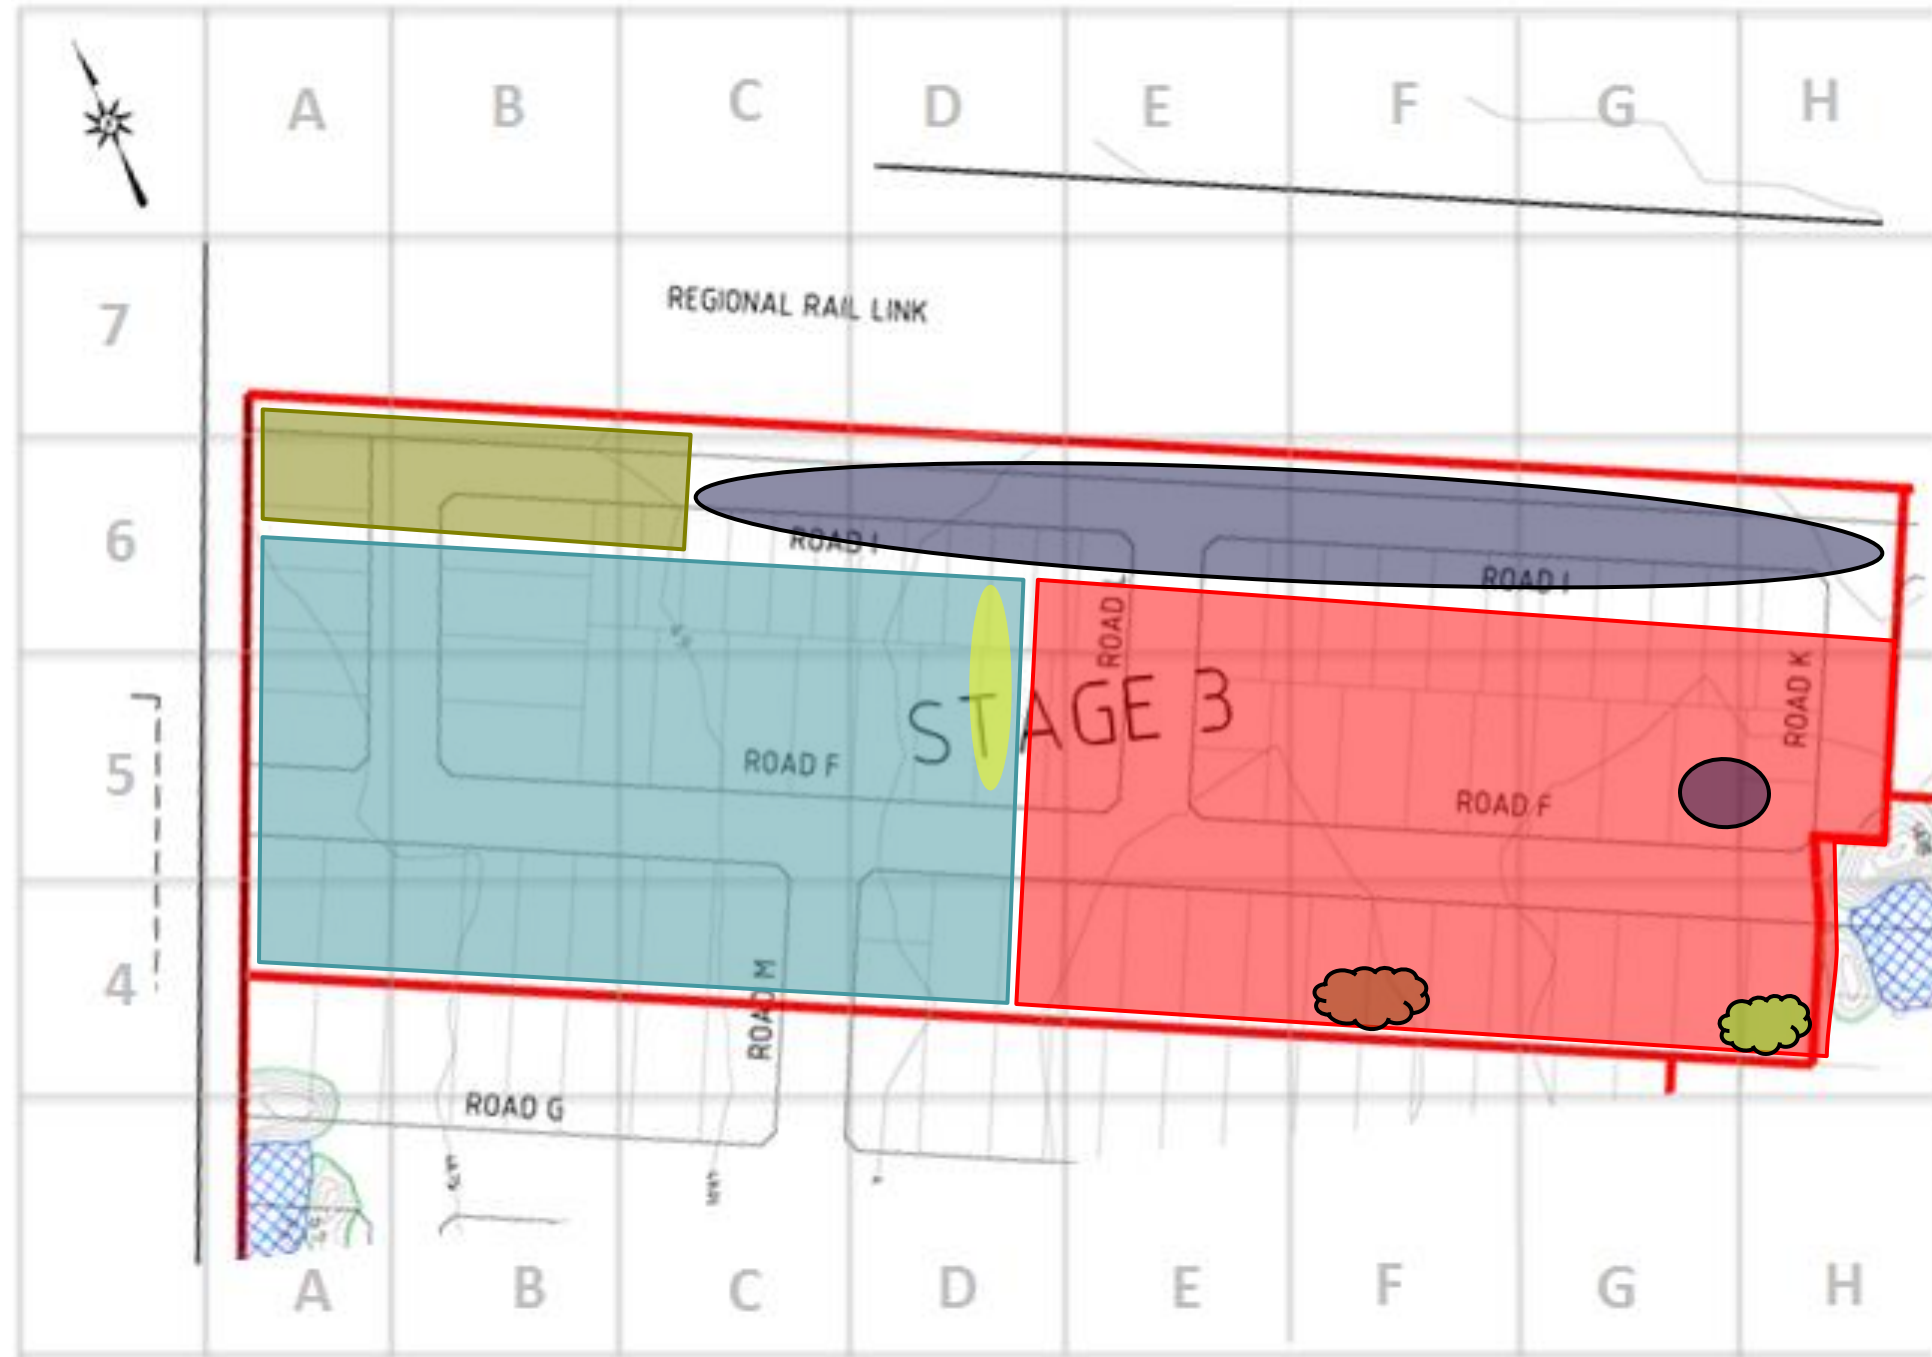 A B C D E F G H
7
REGIONAL RAIL LINK
6
ROAD I
ROAD I
ROAD L
STAGE 3
ROAD K
5
ROAD F
ROAD F
4
ROAD M
ROAD G
A B C D E F G H